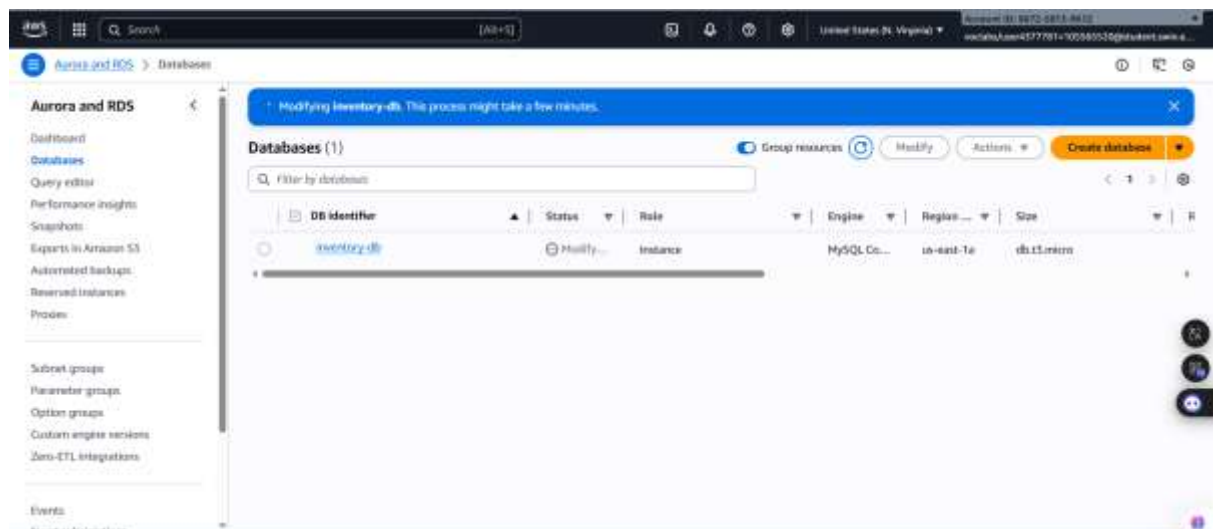 aws
Search
[Alt+S]
United States (N. Virginia)
Aurora and RDS > Databases
Aurora and RDS
Dashboard
Databases
Query editor
Performance insights
Snapshots
Exports in Amazon S3
Automated backups
Reserved instances
Proxies
Subnet groups
Parameter groups
Option groups
Custom engine versions
Zero-ETL integrations
Events
Modifying inventory-db. This process might take a few minutes.
Databases (1)
Group resources
Modify
Actions
Create database
Filter by databases
1
DB identifier Status Role Engine Region ... Size R
inventory-db Modify... Instance MySQL Co... us-east-1a db.t3.micro